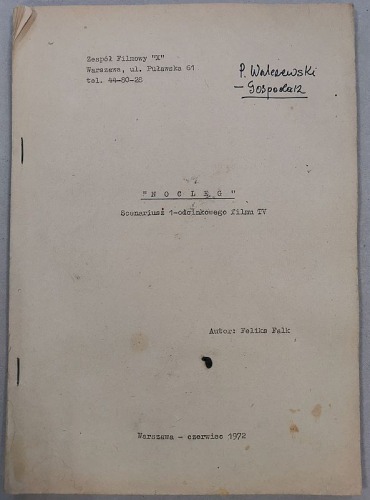 Zespół Filmowy "X"
Warszawa, ul. Puławska 61
tel. 44-80-28
P. Walczewski
- Gospodarz
"N O C L E G"
Scenariusz 1-odcinkowego filmu TV
Autor: Feliks Falk
Warszawa - czerwiec 1972